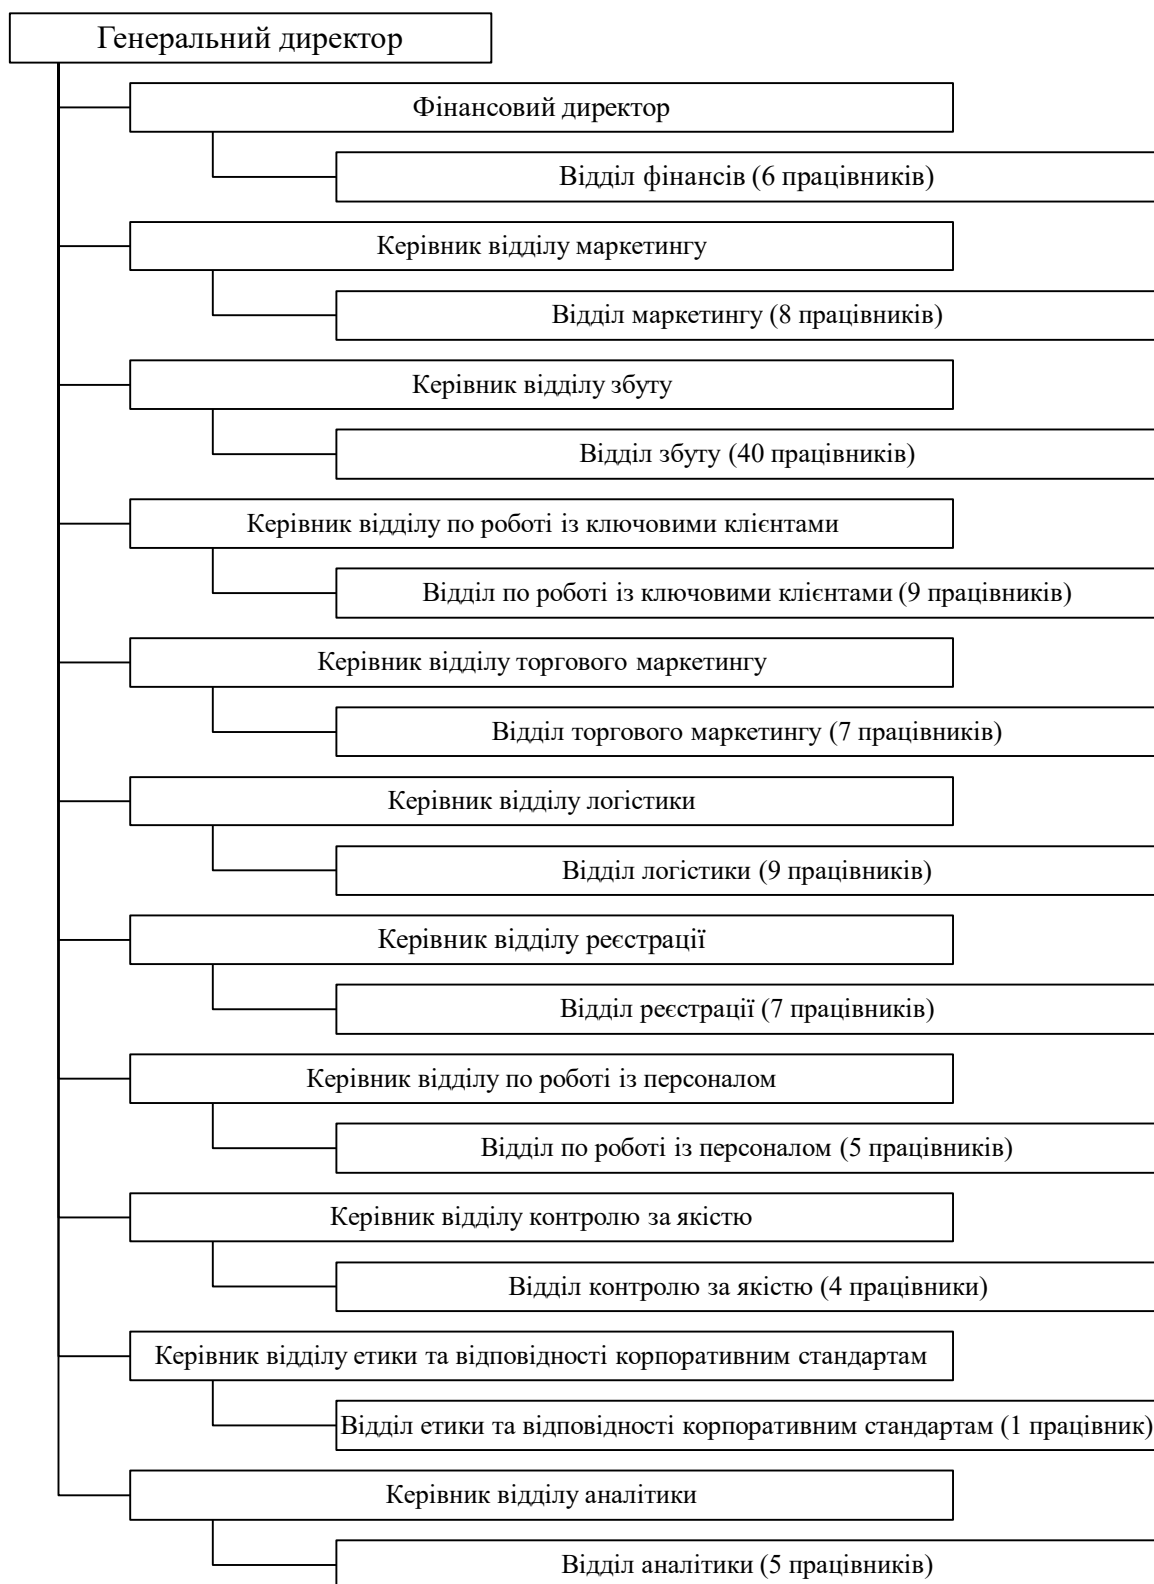 Генеральний директор
Фінансовий директор
Відділ фінансів (6 працівників)
Керівник відділу маркетингу
Відділ маркетингу (8 працівників)
Керівник відділу збуту
Відділ збуту (40 працівників)
Керівник відділу по роботі із ключовими клієнтами
Відділ по роботі із ключовими клієнтами (9 працівників)
Керівник відділу торгового маркетингу
Відділ торгового маркетингу (7 працівників)
Керівник відділу логістики
Відділ логістики (9 працівників)
Керівник відділу реєстрації
Відділ реєстрації (7 працівників)
Керівник відділу по роботі із персоналом
Відділ по роботі із персоналом (5 працівників)
Керівник відділу контролю за якістю
Відділ контролю за якістю (4 працівники)
Керівник відділу етики та відповідності корпоративним стандартам
Відділ етики та відповідності корпоративним стандартам (1 працівник)
Керівник відділу аналітики
Відділ аналітики (5 працівників)